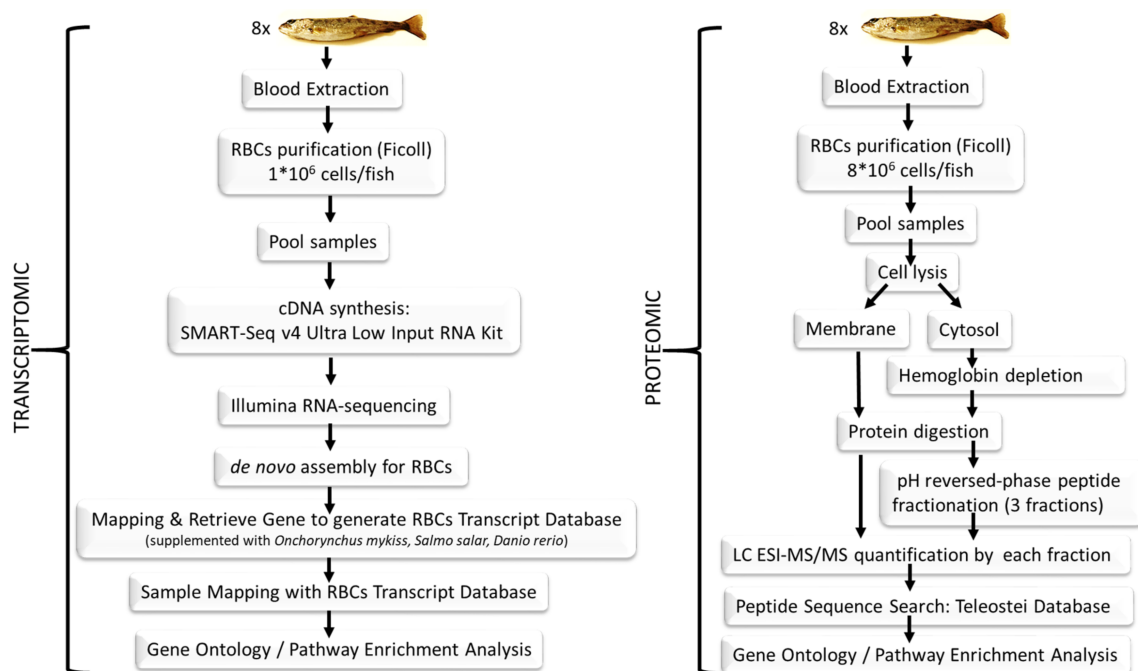 TRANSCRIPTOMIC
8x
Blood Extraction
RBCs purification (Ficoll)
1*10⁶ cells/fish
Pool samples
cDNA synthesis:
SMART-Seq v4 Ultra Low Input RNA Kit
Illumina RNA-sequencing
de novo assembly for RBCs
Mapping & Retrieve Gene to generate RBCs Transcript Database
(supplemented with Onchorynchus mykiss, Salmo salar, Danio rerio)
Sample Mapping with RBCs Transcript Database
Gene Ontology / Pathway Enrichment Analysis
PROTEOMIC
8x
Blood Extraction
RBCs purification (Ficoll)
8*10⁶ cells/fish
Pool samples
Cell lysis
Membrane
Cytosol
Hemoglobin depletion
Protein digestion
pH reversed-phase peptide
fractionation (3 fractions)
LC ESI-MS/MS quantification by each fraction
Peptide Sequence Search: Teleostei Database
Gene Ontology / Pathway Enrichment Analysis